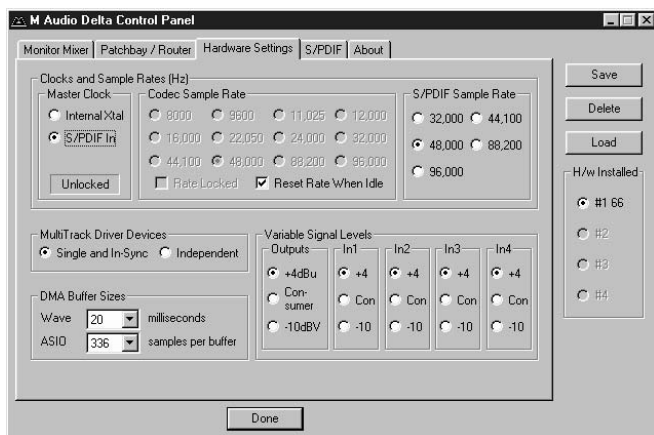 M Audio Delta Control Panel
Monitor Mixer Patchbay / Router Hardware Settings S/PDIF About
Clocks and Sample Rates (Hz)
Master Clock
Internal Xtal
S/PDIF In
Unlocked
Codec Sample Rate
8000 9600 11,025 12,000
16,000 22,050 24,000 32,000
44,100 48,000 88,200 96,000
Rate Locked Reset Rate When Idle
S/PDIF Sample Rate
32,000 44,100
48,000 88,200
96,000
MultiTrack Driver Devices
Single and In-Sync Independent
DMA Buffer Sizes
Wave 20 milliseconds
ASIO 336 samples per buffer
Variable Signal Levels
Outputs In1 In2 In3 In4
+4dBu +4 +4 +4 +4
Con-
sumer Con Con Con Con
-10dBV -10 -10 -10 -10
Save
Delete
Load
H/w Installed
#1 66
#2
#3
#4
Done